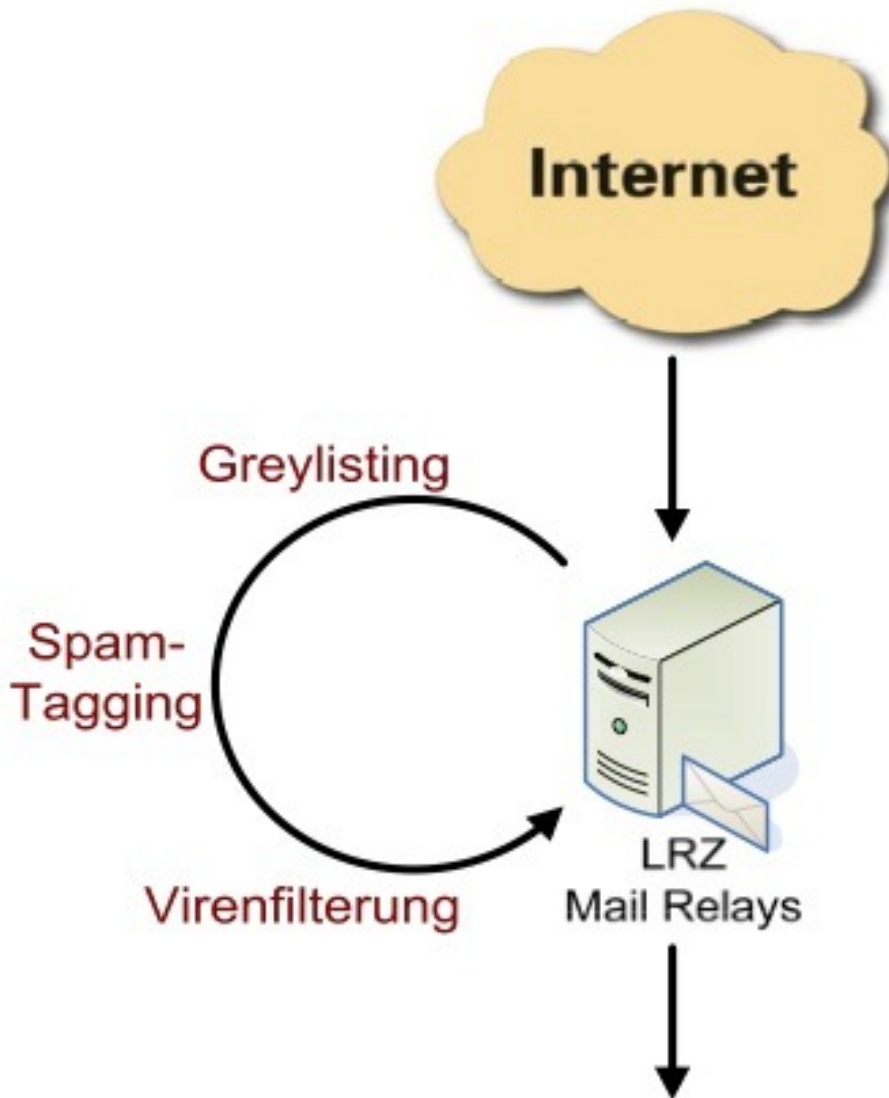 Internet
Greylisting
Spam-
Tagging
Virenfilterung
LRZ
Mail Relays